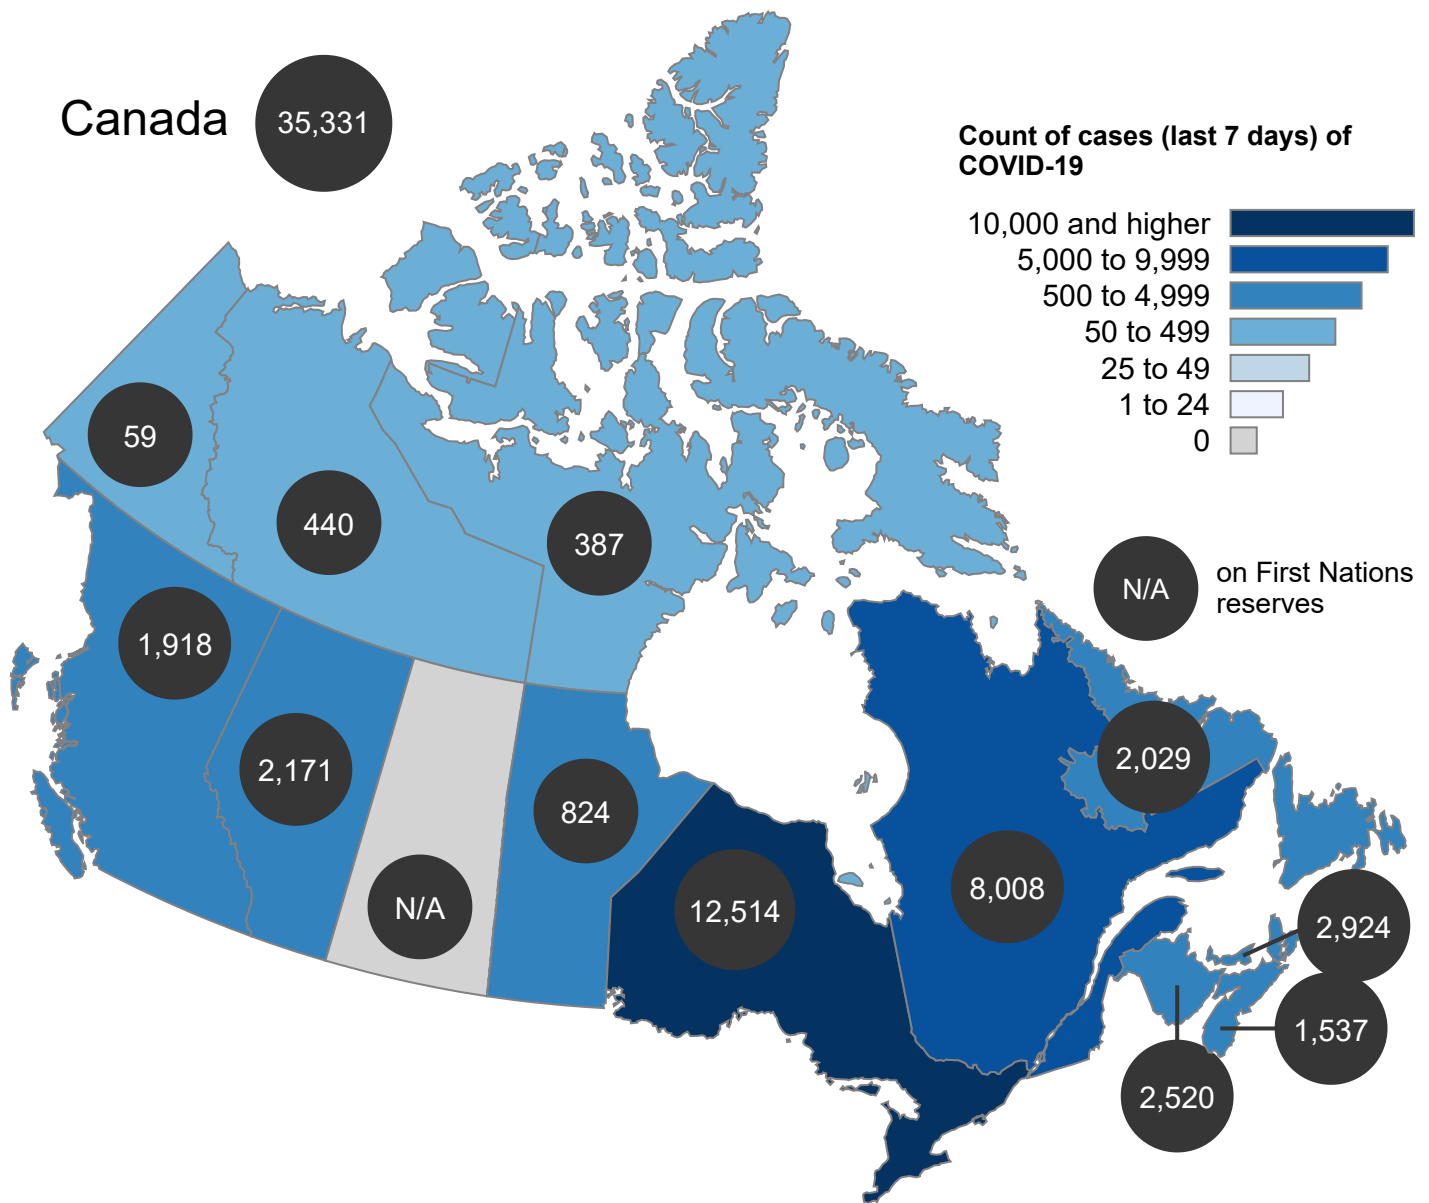 Canada
35,331
Count of cases (last 7 days) of
COVID-19
10,000 and higher
5,000 to 9,999
500 to 4,999
50 to 499
25 to 49
1 to 24
0
59
440
387
N/A
on First Nations
reserves
1,918
2,171
N/A
824
12,514
8,008
2,029
2,924
1,537
2,520